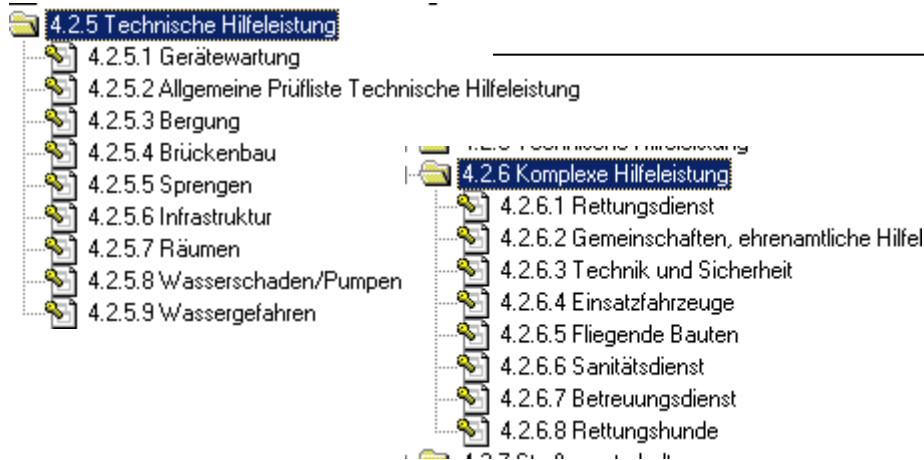 4.2.5 Technische Hilfeleistung
4.2.5.1 Gerätewartung
4.2.5.2 Allgemeine Prüfliste Technische Hilfeleistung
4.2.5.3 Bergung
4.2.5.4 Brückenbau
4.2.5.5 Sprengen
4.2.5.6 Infrastruktur
4.2.5.7 Räumen
4.2.5.8 Wasserschaden/Pumpen
4.2.5.9 Wassergefahren
4.2.6 Komplexe Hilfeleistung
4.2.6.1 Rettungsdienst
4.2.6.2 Gemeinschaften, ehrenamtliche Hilfel
4.2.6.3 Technik und Sicherheit
4.2.6.4 Einsatzfahrzeuge
4.2.6.5 Fliegende Bauten
4.2.6.6 Sanitätsdienst
4.2.6.7 Betreuungsdienst
4.2.6.8 Rettungshunde